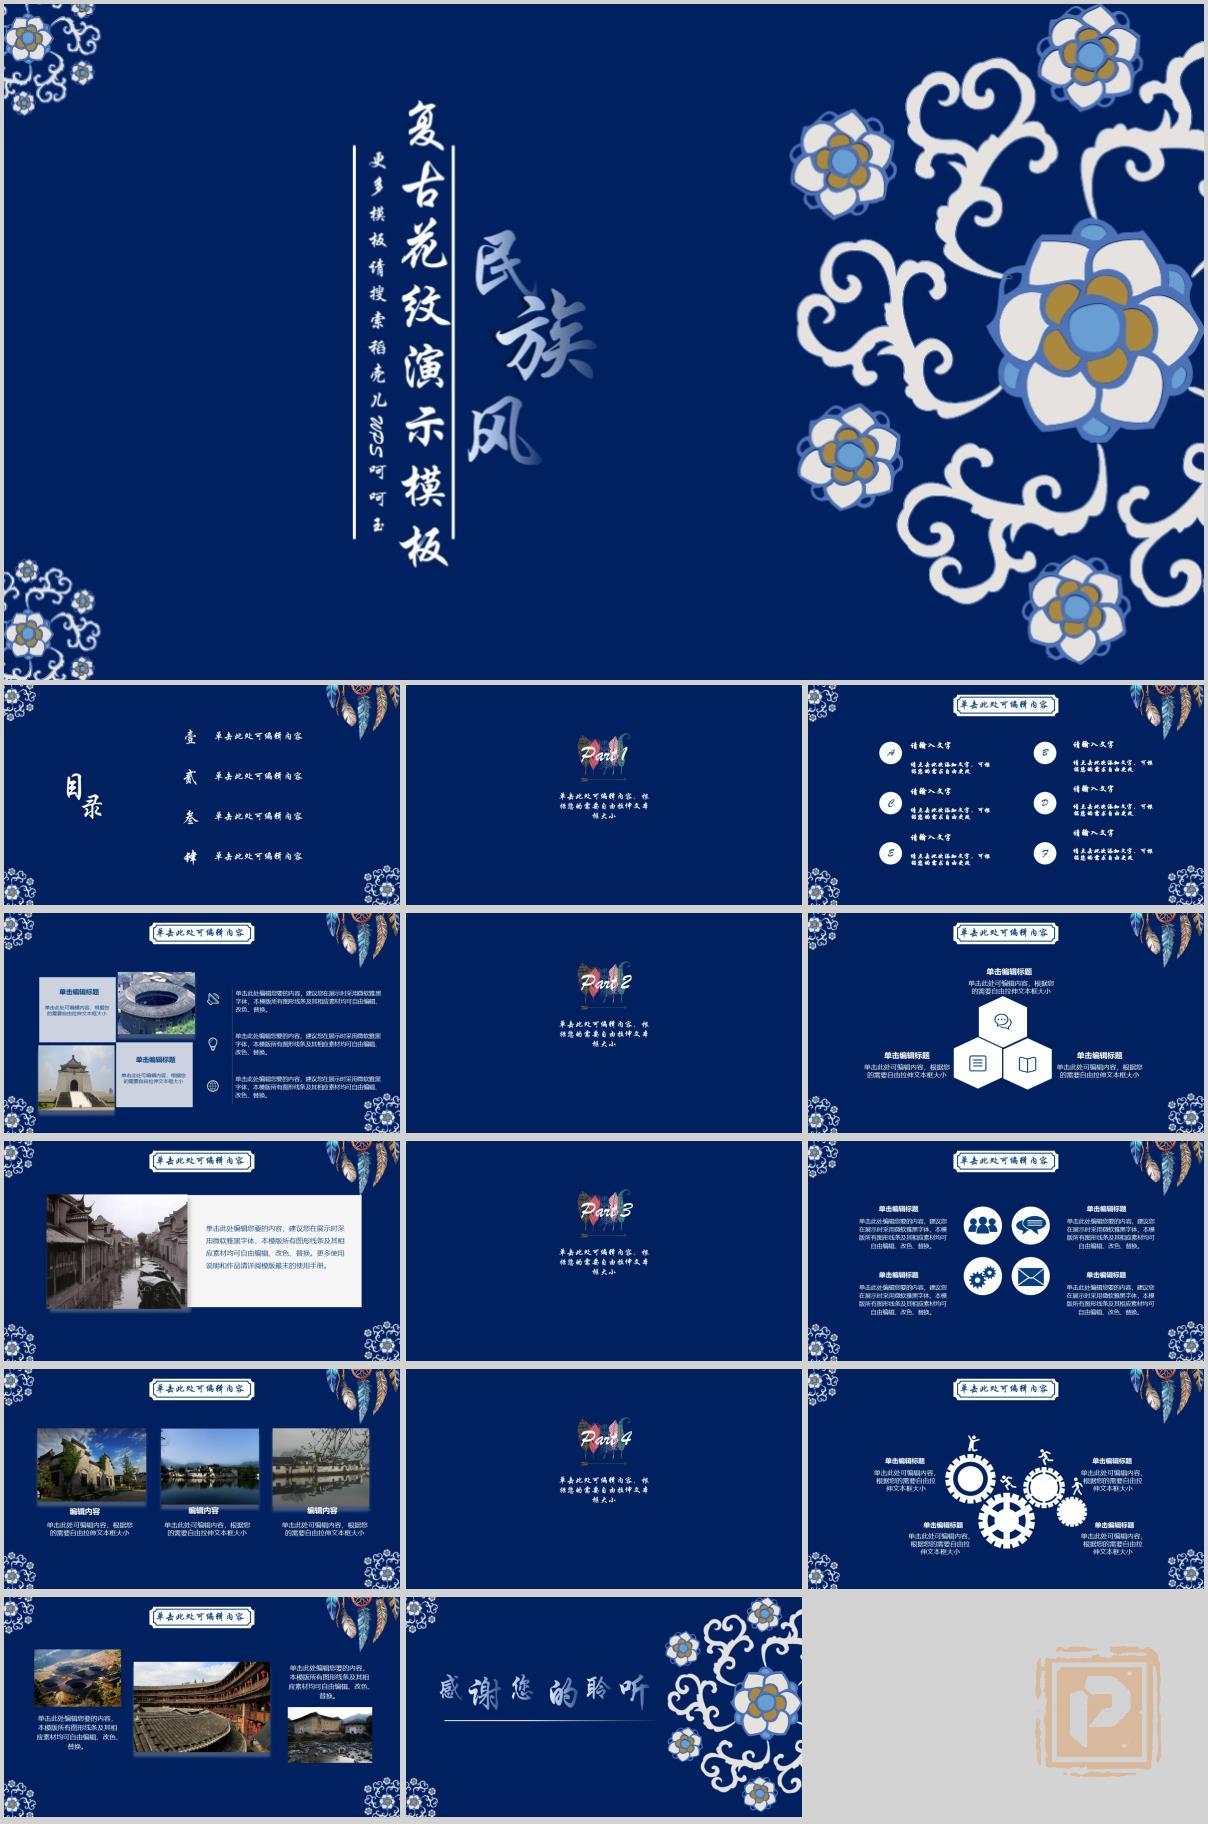 民族风
复古花纹演示模板
更多模板请搜索稻壳儿WPS呵呵玉
目录
壹 单击此处可编辑内容
贰 单击此处可编辑内容
叁 单击此处可编辑内容
肆 单击此处可编辑内容
Part 1
单击此处可编辑内容，根
据您的需要自由拉伸文本
框大小
单击此处可编辑内容
A 请输入文字
请点击此处添加文字，可根
据您的需求自由更改
B 请输入文字
请点击此处添加文字，可根
据您的需求自由更改
C 请输入文字
请点击此处添加文字，可根
据您的需求自由更改
D 请输入文字
请点击此处添加文字，可根
据您的需求自由更改
E 请输入文字
请点击此处添加文字，可根
据您的需求自由更改
F 请输入文字
请点击此处添加文字，可根
据您的需求自由更改
单击此处可编辑内容
单击编辑标题
单击此处可编辑内容，根据您
的需要自由拉伸文本框大小
单击编辑标题
单击此处可编辑内容，根据您
的需要自由拉伸文本框大小
单击此处编辑您要的内容，建议您在展示时采用微软雅黑
字体，本模版所有图形线条及其相应素材均可自由编辑、
改色、替换。
单击此处编辑您要的内容，建议您在展示时采用微软雅黑
字体，本模版所有图形线条及其相应素材均可自由编辑、
改色、替换。
单击此处编辑您要的内容，建议您在展示时采用微软雅黑
字体，本模版所有图形线条及其相应素材均可自由编辑、
改色、替换。
Part 2
单击此处可编辑内容，根
据您的需要自由拉伸文本
框大小
单击此处可编辑内容
单击编辑标题
单击此处可编辑内容，根据您
的需要自由拉伸文本框大小
单击编辑标题
单击此处可编辑内容，根据您
的需要自由拉伸文本框大小
单击编辑标题
单击此处可编辑内容，根据您
的需要自由拉伸文本框大小
单击此处可编辑内容
单击此处编辑您要的内容，建议您在展示时采
用微软雅黑字体，本模版所有图形线条及其相
应素材均可自由编辑、改色、替换。更多使用
说明和作品请详阅模版最末的使用手册。
Part 3
单击此处可编辑内容，根
据您的需要自由拉伸文本
框大小
单击此处可编辑内容
单击编辑标题
单击此处编辑您要的内容，建议您
在展示时采用微软雅黑字体，本模
版所有图形线条及其相应素材均可
自由编辑、改色、替换。
单击编辑标题
单击此处编辑您要的内容，建议您
在展示时采用微软雅黑字体，本模
版所有图形线条及其相应素材均可
自由编辑、改色、替换。
单击编辑标题
单击此处编辑您要的内容，建议您
在展示时采用微软雅黑字体，本模
版所有图形线条及其相应素材均可
自由编辑、改色、替换。
单击编辑标题
单击此处编辑您要的内容，建议您
在展示时采用微软雅黑字体，本模
版所有图形线条及其相应素材均可
自由编辑、改色、替换。
单击此处可编辑内容
编辑内容
单击此处可编辑内容，根据您
的需要自由拉伸文本框大小
编辑内容
单击此处可编辑内容，根据您
的需要自由拉伸文本框大小
编辑内容
单击此处可编辑内容，根据您
的需要自由拉伸文本框大小
Part 4
单击此处可编辑内容，根
据您的需要自由拉伸文本
框大小
单击此处可编辑内容
单击编辑标题
单击此处可编辑内容，
根据您的需要自由拉
伸文本框大小
单击编辑标题
单击此处可编辑内容，
根据您的需要自由拉
伸文本框大小
单击编辑标题
单击此处可编辑内容，
根据您的需要自由拉
伸文本框大小
单击编辑标题
单击此处可编辑内容，
根据您的需要自由拉
伸文本框大小
单击此处可编辑内容
单击此处编辑您要的内容，
本模版所有图形线条及其相
应素材均可自由编辑、改色、
替换。
单击此处编辑您要的内容，
本模版所有图形线条及其相
应素材均可自由编辑、改色、
替换。
感谢您的聆听